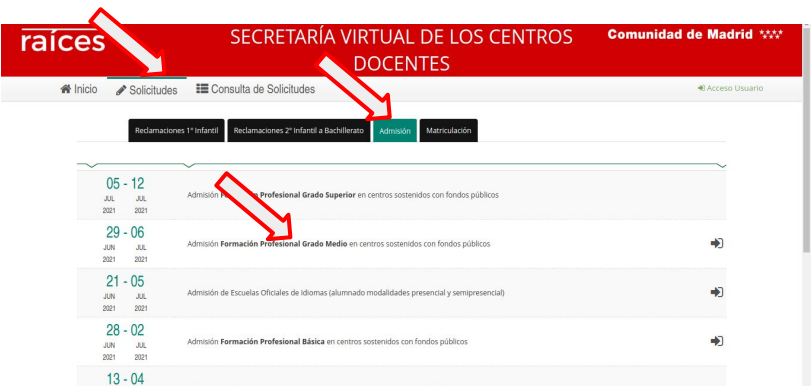 raíces
SECRETARÍA VIRTUAL DE LOS CENTROS
DOCENTES
Comunidad de Madrid
Inicio Solicitudes Consulta de Solicitudes Acceso Usuario
Reclamaciones 1º Infantil Reclamaciones 2º Infantil a Bachillerato Admisión Matriculación
05 - 12
JUL JUL
2021 2021
Admisión Profesional Grado Superior en centros sostenidos con fondos públicos
29 - 06
JUN JUL
2021 2021
Admisión Formación Profesional Grado Medio en centros sostenidos con fondos públicos
21 - 05
JUN JUL
2021 2021
Admisión de Escuelas Oficiales de Idiomas (alumnado modalidades presencial y semipresencial)
28 - 02
JUN JUL
2021 2021
Admisión Formación Profesional Básica en centros sostenidos con fondos públicos
13 - 04